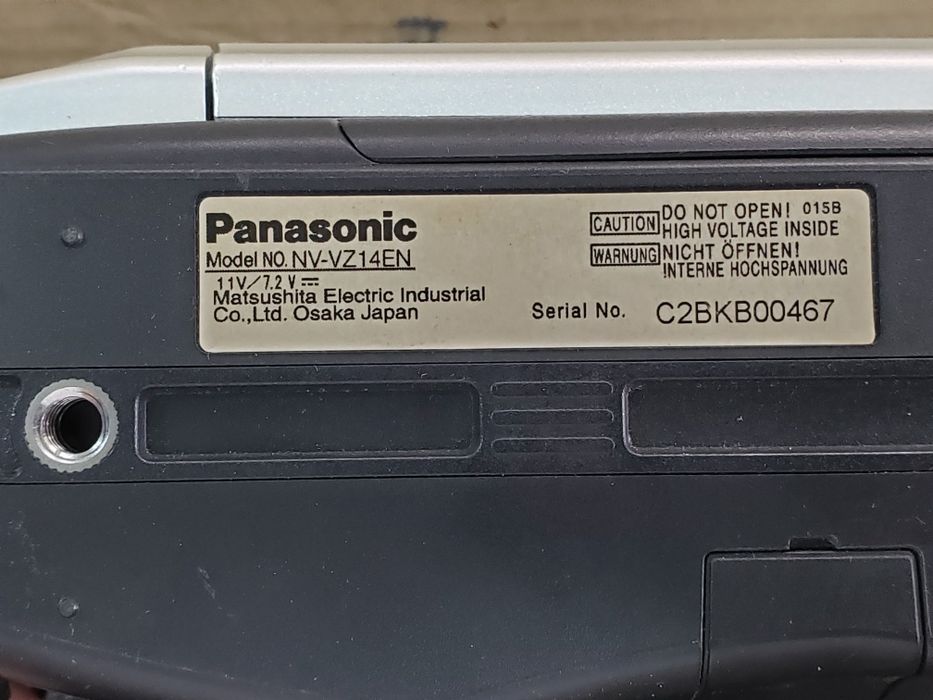 Panasonic
Model NO. NV-VZ14EN
11V/7.2 V
Matsushita Electric Industrial
Co.,Ltd. Osaka Japan
CAUTION DO NOT OPEN! 015B
HIGH VOLTAGE INSIDE
WARNUNG NICHT ÖFFNEN!
INTERNE HOCHSPANNUNG
Serial No. C2BKB00467